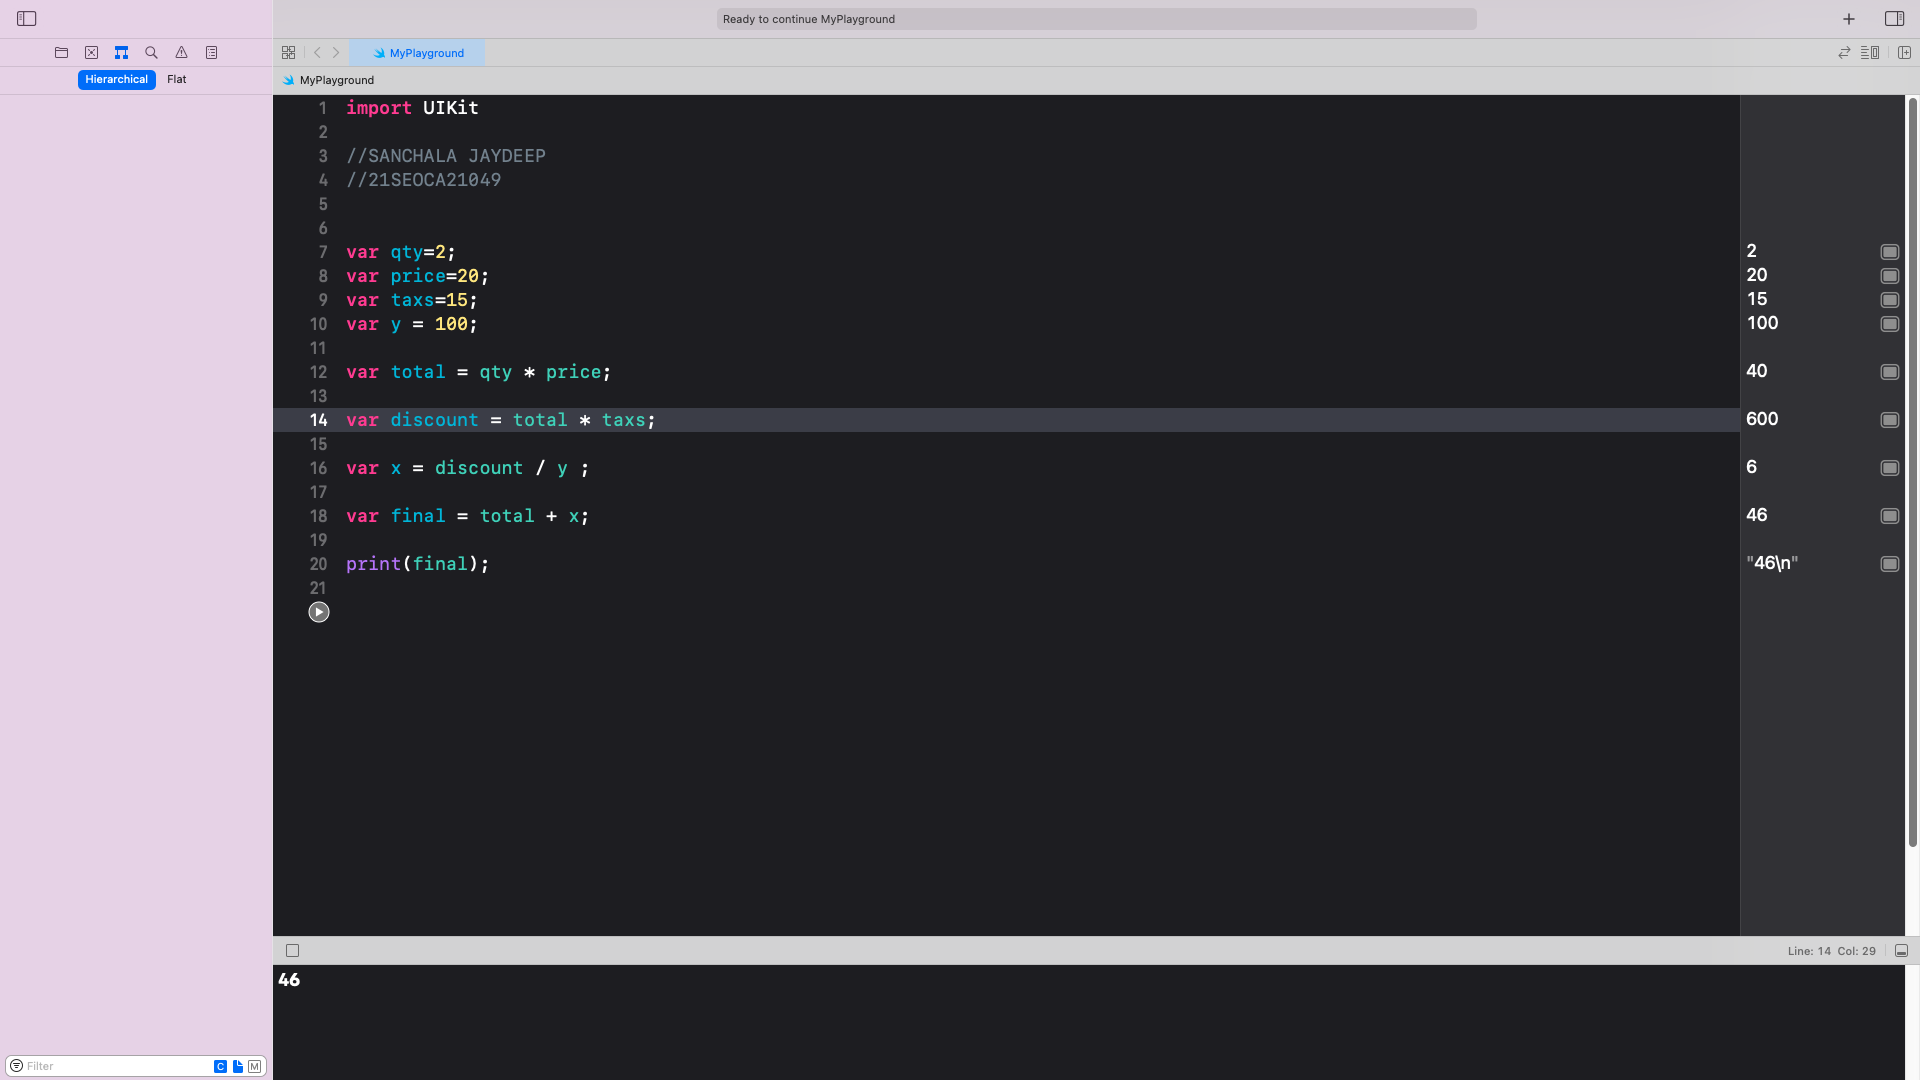 Ready to continue MyPlayground
MyPlayground
Hierarchical Flat
MyPlayground
1 import UIKit
2
3 //SANCHALA JAYDEEP
4 //21SEOCA21049
5
6
7 var qty=2; 2
8 var price=20; 20
9 var taxs=15; 15
10 var y = 100; 100
11
12 var total = qty * price; 40
13
14 var discount = total * taxs; 600
15
16 var x = discount / y ; 6
17
18 var final = total + x; 46
19
20 print(final); "46\n"
21
Line: 14 Col: 29
46
Filter C M